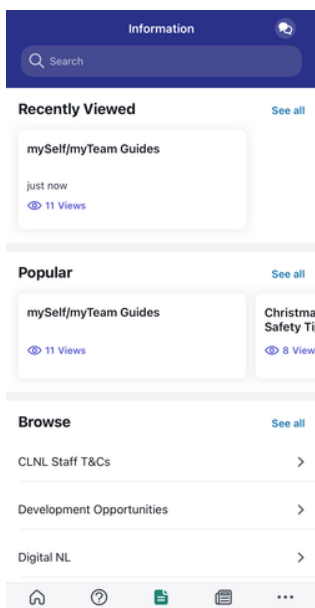 Information
Search
Recently Viewed
See all
mySelf/myTeam Guides
just now
11 Views
Popular
See all
mySelf/myTeam Guides
11 Views
Christma
Safety Ti
8 View
Browse
See all
CLNL Staff T&Cs
Development Opportunities
Digital NL